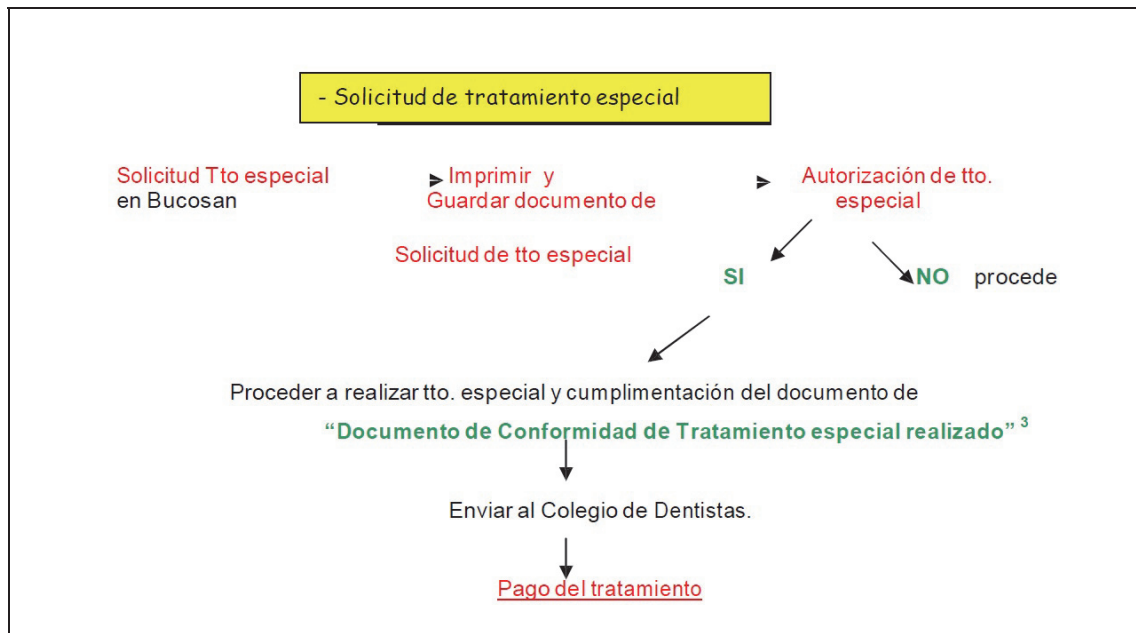 - Solicitud de tratamiento especial
Solicitud Tto especial
en Bucosan
Imprimir y
Guardar documento de
Solicitud de tto especial
Autorización de tto.
especial
SI
NO procede
Proceder a realizar tto. especial y cumplimentación del documento de
“Documento de Conformidad de Tratamiento especial realizado” ³
Enviar al Colegio de Dentistas.
Pago del tratamiento